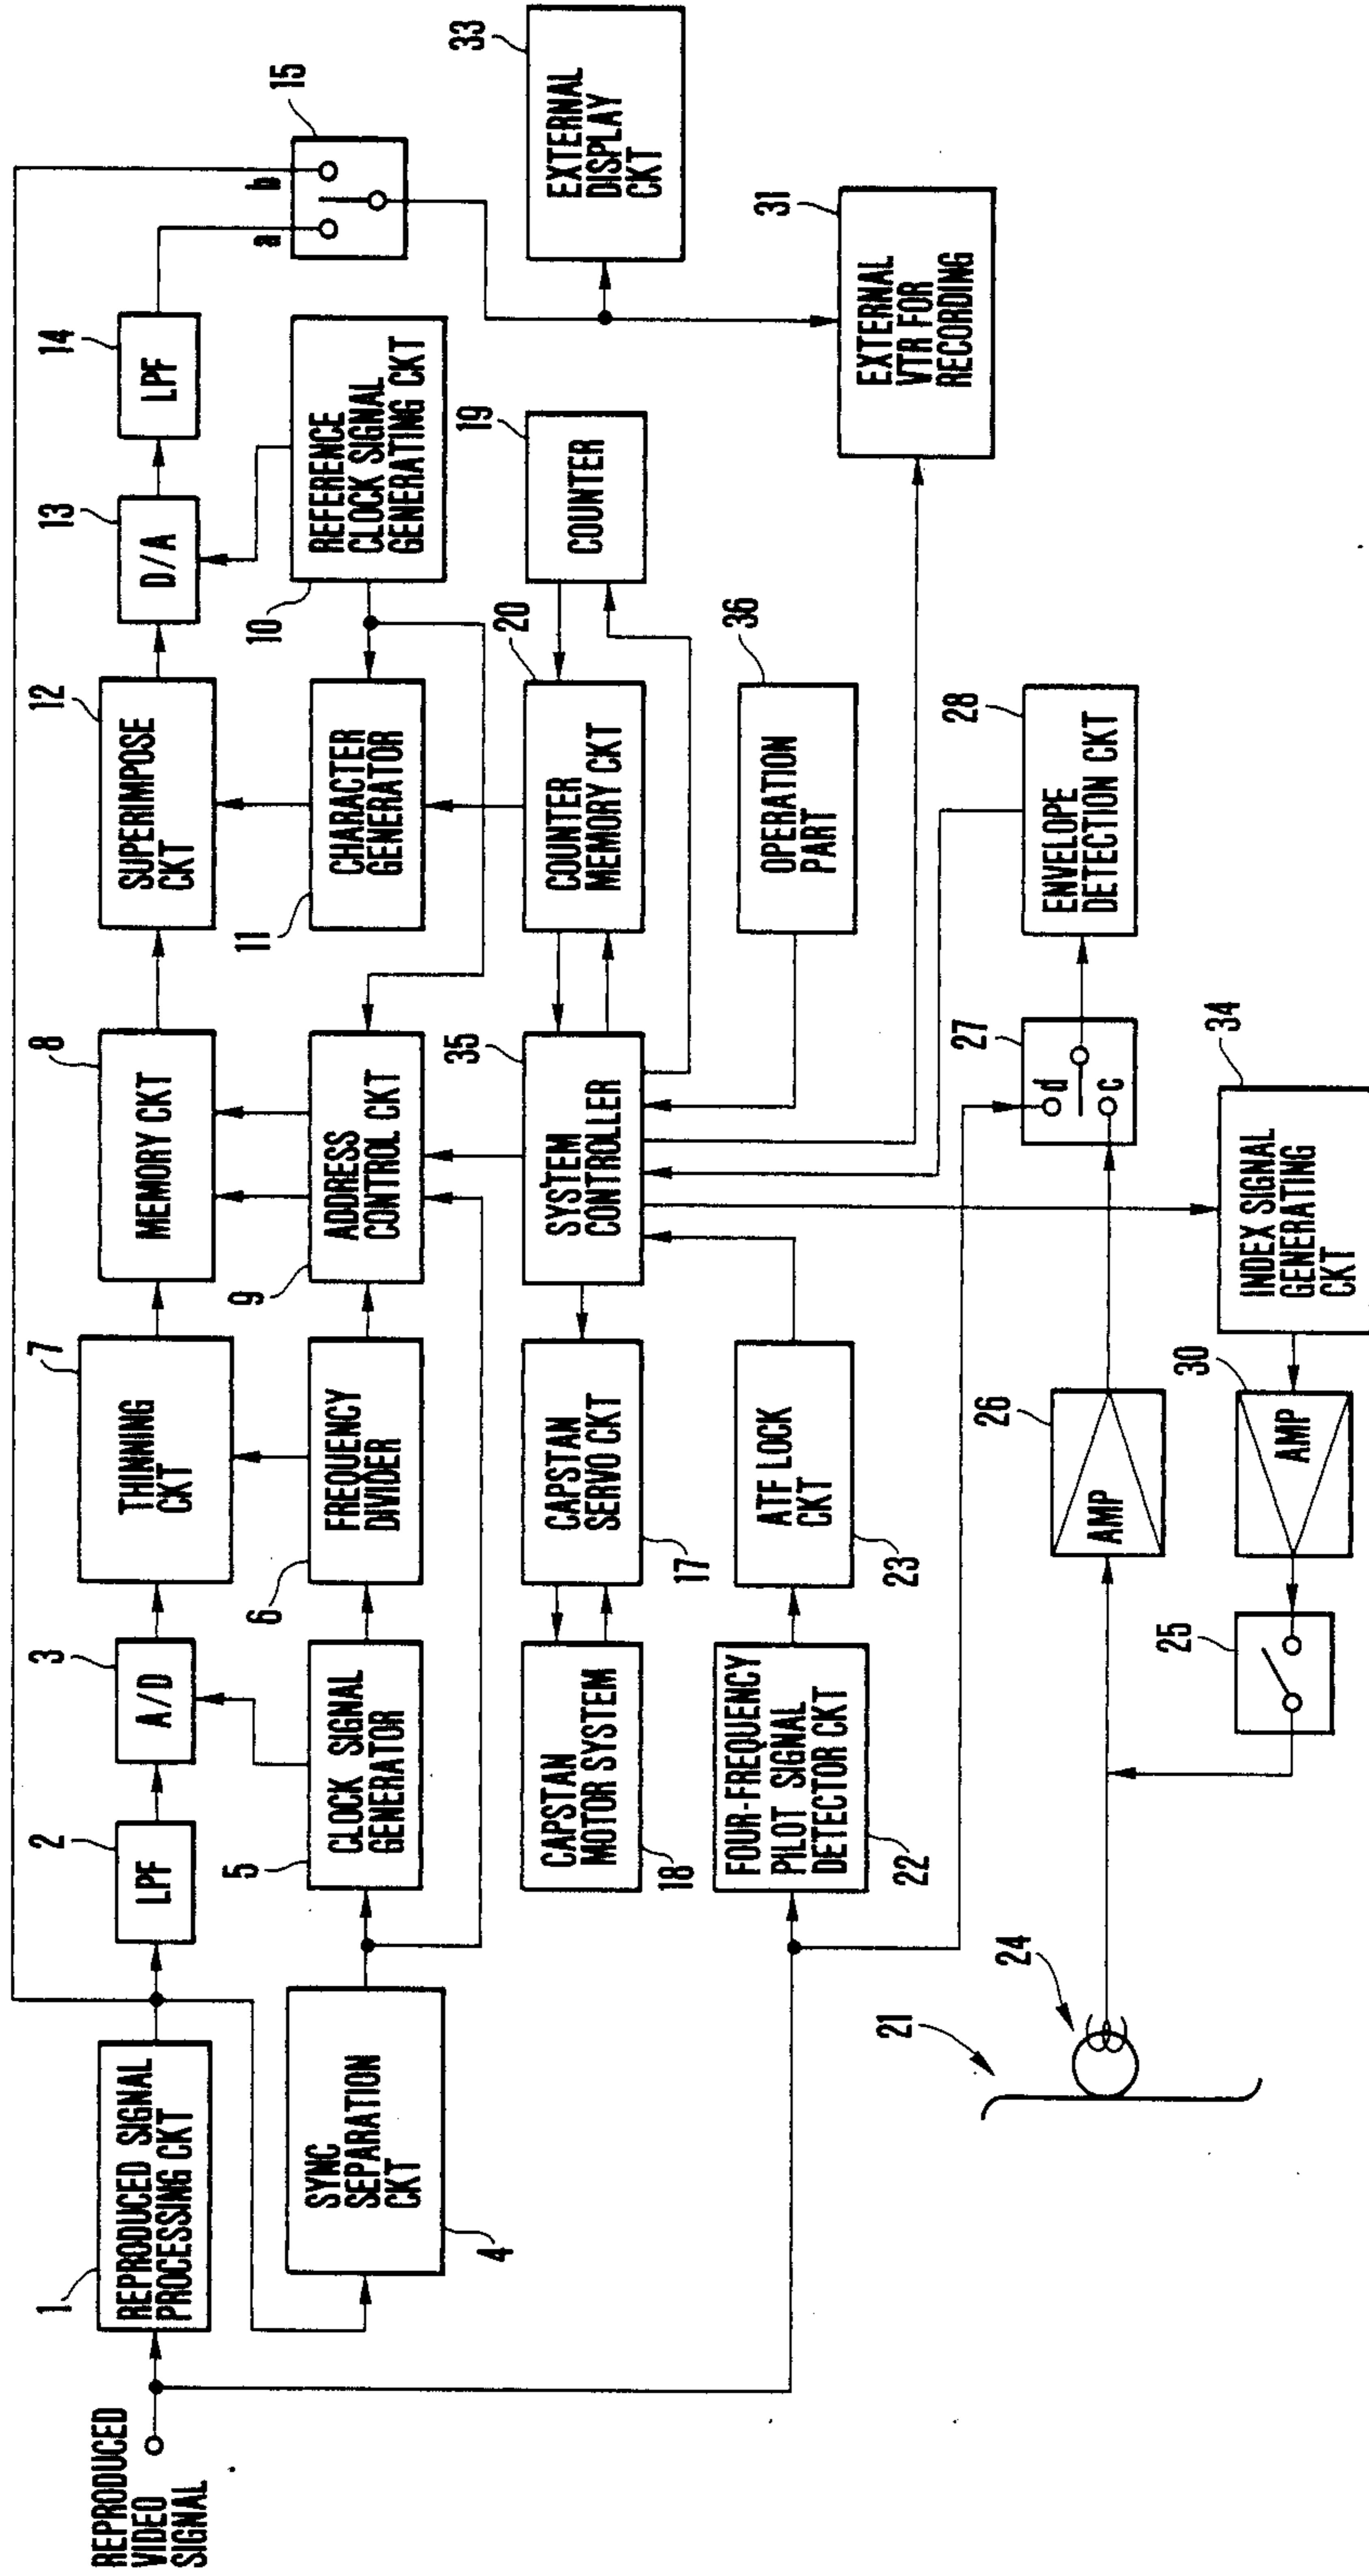 REPRODUCED
VIDEO
SIGNAL
1
REPRODUCED SIGNAL
PROCESSING CKT
2
LPF
3
A/D
7
THINNING
CKT
8
MEMORY CKT
12
SUPERIMPOSE
CKT
13
D/A
14
LPF
a
b
15
SYNC
SEPARATION
CKT
4
5
CLOCK SIGNAL
GENERATOR
6
FREQUENCY
DIVIDER
9
ADDRESS
CONTROL CKT
11
CHARACTER
GENERATOR
10
REFERENCE
CLOCK SIGNAL
GENERATING CKT
CAPSTAN
MOTOR SYSTEM
18
CAPSTAN
SERVO CKT
17
35
SYSTEM
CONTROLLER
20
COUNTER
MEMORY CKT
19
COUNTER
33
EXTERNAL
DISPLAY
CKT
FOUR-FREQUENCY
PILOT SIGNAL
DETECTOR CKT
22
ATF LOCK
CKT
23
36
OPERATION
PART
31
EXTERNAL
VTR FOR
RECORDING
21
24
26
AMP
27
d
c
28
ENVELOPE
DETECTION CKT
25
30
AMP
34
INDEX SIGNAL
GENERATING
CKT